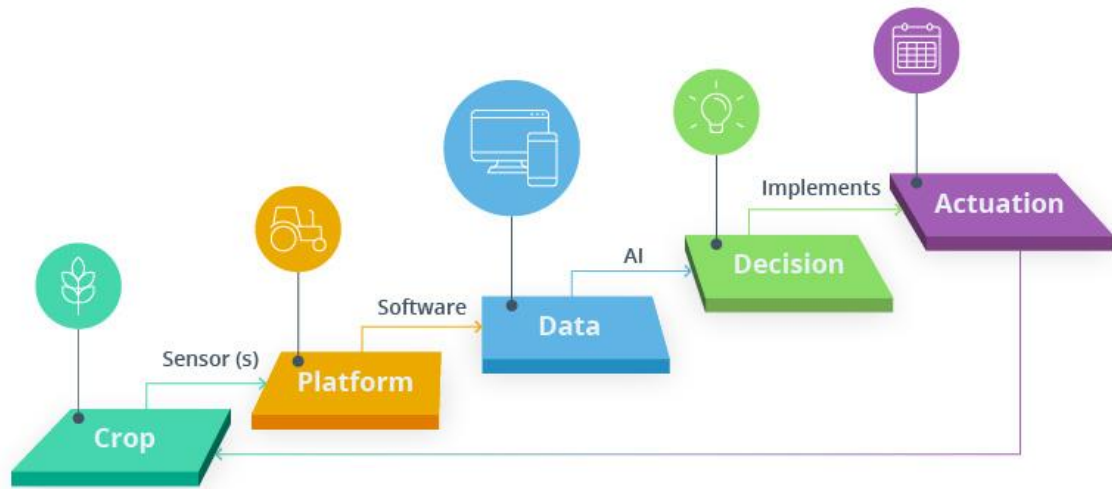 Crop
Sensor (s)
Platform
Software
Data
AI
Decision
Implements
Actuation